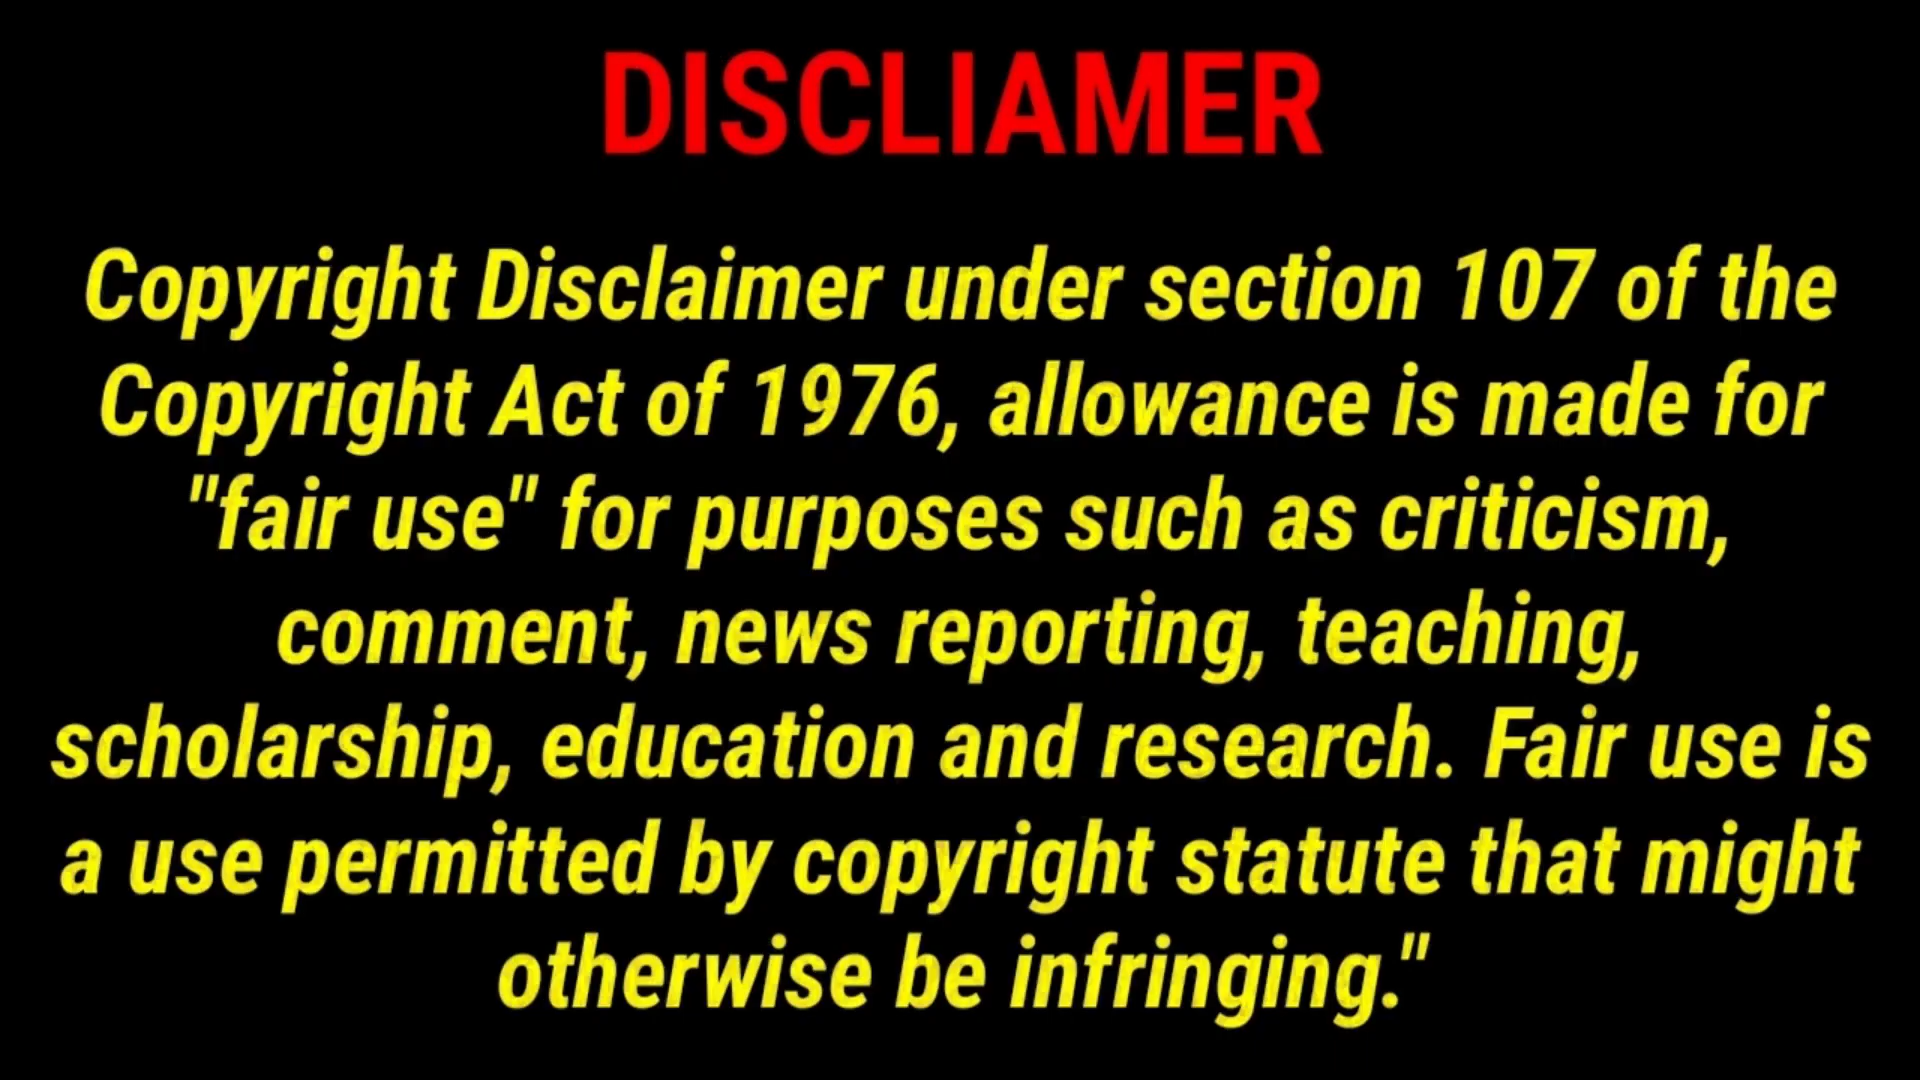 DISCLIAMER
Copyright Disclaimer under section 107 of the
Copyright Act of 1976, allowance is made for
"fair use" for purposes such as criticism,
comment, news reporting, teaching,
scholarship, education and research. Fair use is
a use permitted by copyright statute that might
otherwise be infringing."